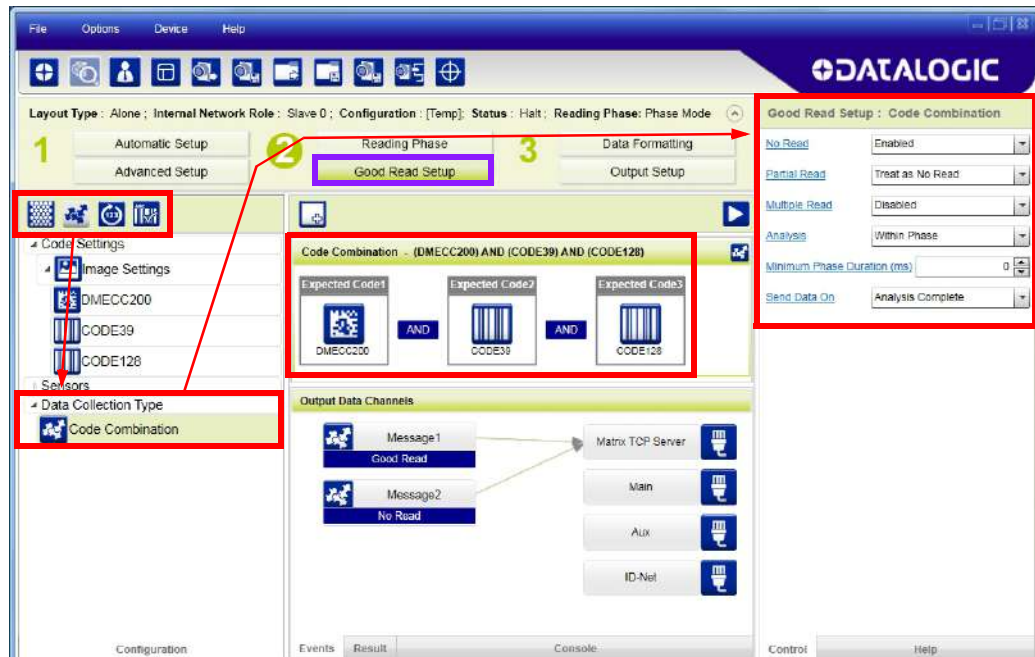 File Options Device Help
DATALOGIC
Layout Type : Alone ; Internal Network Role : Slave 0 ; Configuration : [Temp]; Status : Halt ; Reading Phase: Phase Mode
1 Automatic Setup 2 Reading Phase 3 Data Formatting
Advanced Setup Good Read Setup Output Setup
Code Settings
Image Settings
DMECC200
CODE39
CODE128
Sensors
Data Collection Type
Code Combination
Configuration
Code Combination - (DMECC200) AND (CODE39) AND (CODE128)
Expected Code1 Expected Code2 Expected Code3
AND AND
DMECC200 CODE39 CODE128
Output Data Channels
Message1
Good Read
Message2
No Read
Matrix TCP Server
Main
Aux
ID-Net
Events Result Console
Good Read Setup : Code Combination
No Read Enabled
Partial Read Treat as No Read
Multiple Read Disabled
Analysis Within Phase
Minimum Phase Duration (ms) 0
Send Data On Analysis Complete
Control Help